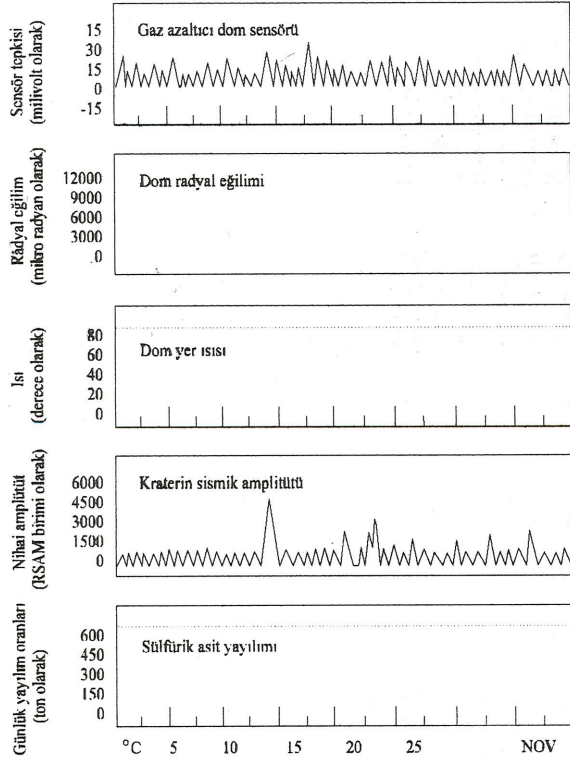 Sensör tepkisi
(milivolt olarak)
15
30
15
0
-15
Gaz azaltıcı dom sensörü
Rádyal eğilim
(mikro radyan olarak)
12000
9000
6000
3000
0
Dom radyal eğilimi
Isı
(derece olarak)
80
60
40
20
0
Dom yer ısısı
Nihai amplütüt
(RSAM birimi olarak)
6000
4500
3000
1500
0
Kraterin sismik amplitütü
Günlük yayılım oranları
(ton olarak)
600
450
300
150
0
Sülfürik asit yayılımı
°C 5 10 15 20 25 NOV